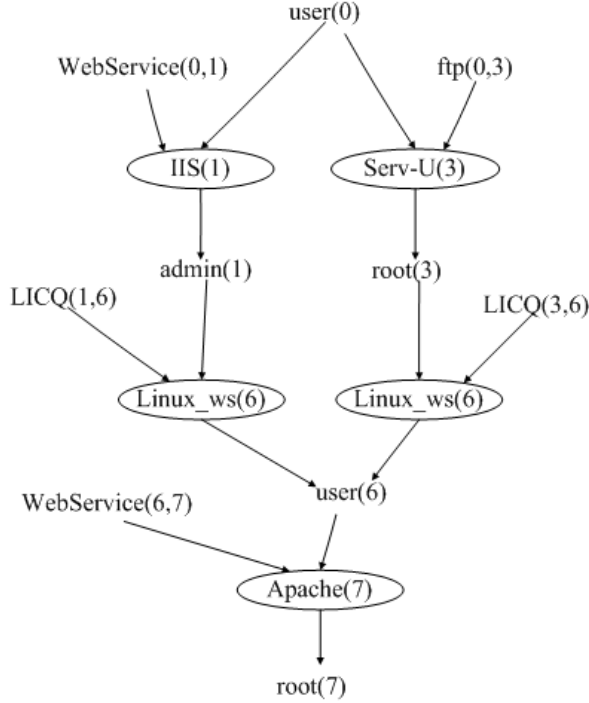 user(0)
WebService(0,1)
ftp(0,3)
IIS(1)
Serv-U(3)
admin(1)
root(3)
LICQ(1,6)
LICQ(3,6)
Linux_ws(6)
Linux_ws(6)
user(6)
WebService(6,7)
Apache(7)
root(7)